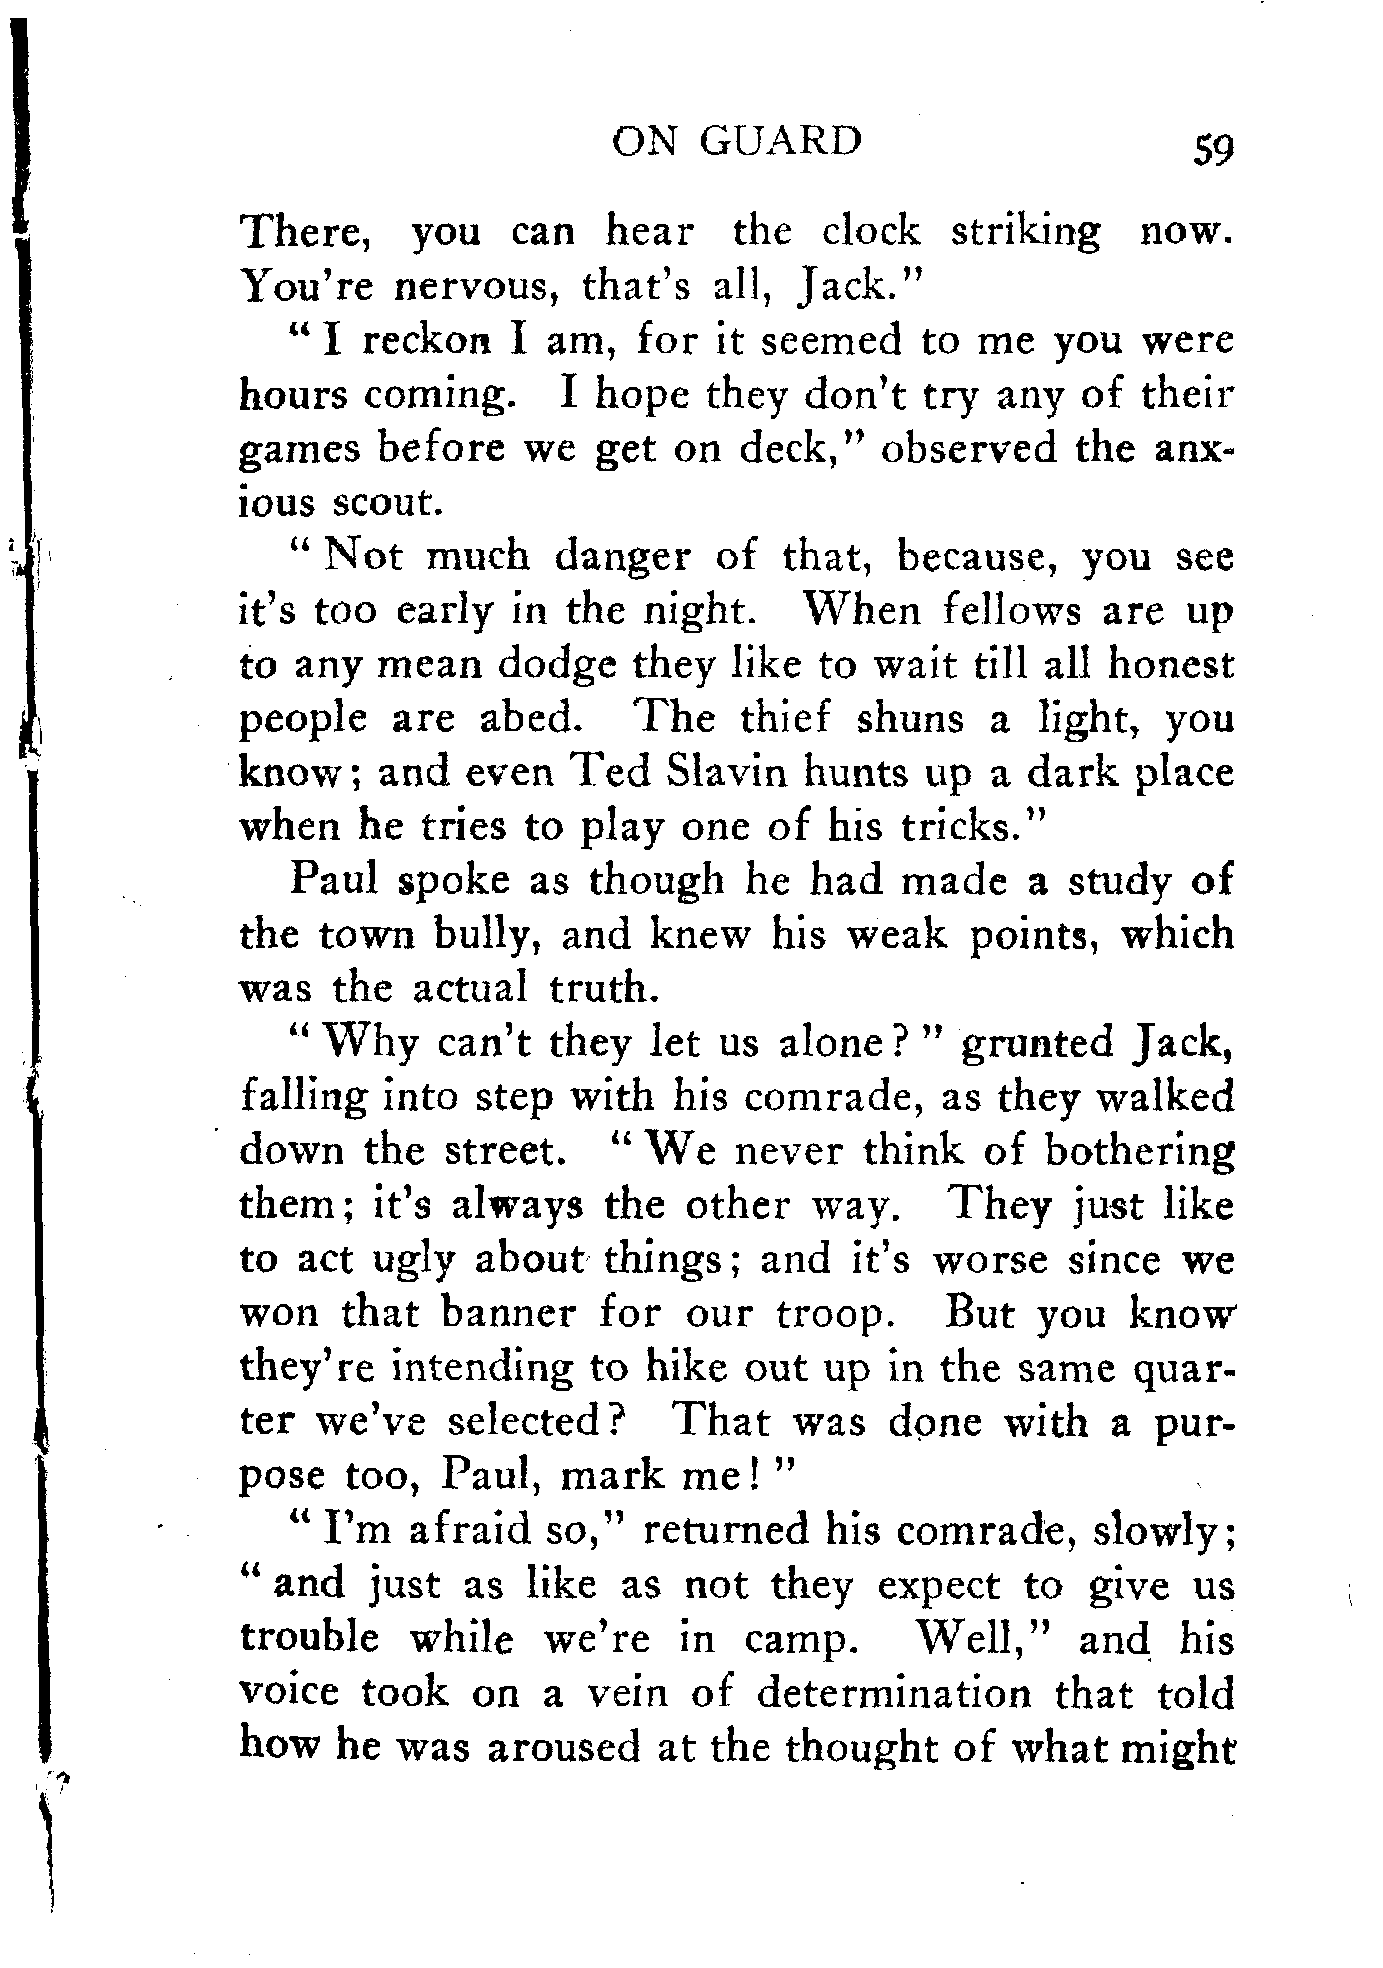 ON GUARD 59
There, you can hear the clock striking now.
You're nervous, that's all, Jack."
" I reckon I am, for it seemed to me you were
hours coming. I hope they don't try any of their
games before we get on deck," observed the anx-
ious scout.
" Not much danger of that, because, you see
it's too early in the night. When fellows are up
to any mean dodge they like to wait till all honest
people are abed. The thief shuns a light, you
know; and even Ted Slavin hunts up a dark place
when he tries to play one of his tricks."
Paul spoke as though he had made a study of
the town bully, and knew his weak points, which
was the actual truth.
" Why can't they let us alone? " grunted Jack,
falling into step with his comrade, as they walked
down the street. " We never think of bothering
them; it's always the other way. They just like
to act ugly about things; and it's worse since we
won that banner for our troop. But you know
they're intending to hike out up in the same quar-
ter we've selected? That was done with a pur-
pose too, Paul, mark me! "
" I'm afraid so," returned his comrade, slowly;
" and just as like as not they expect to give us
trouble while we're in camp. Well," and his
voice took on a vein of determination that told
how he was aroused at the thought of what might